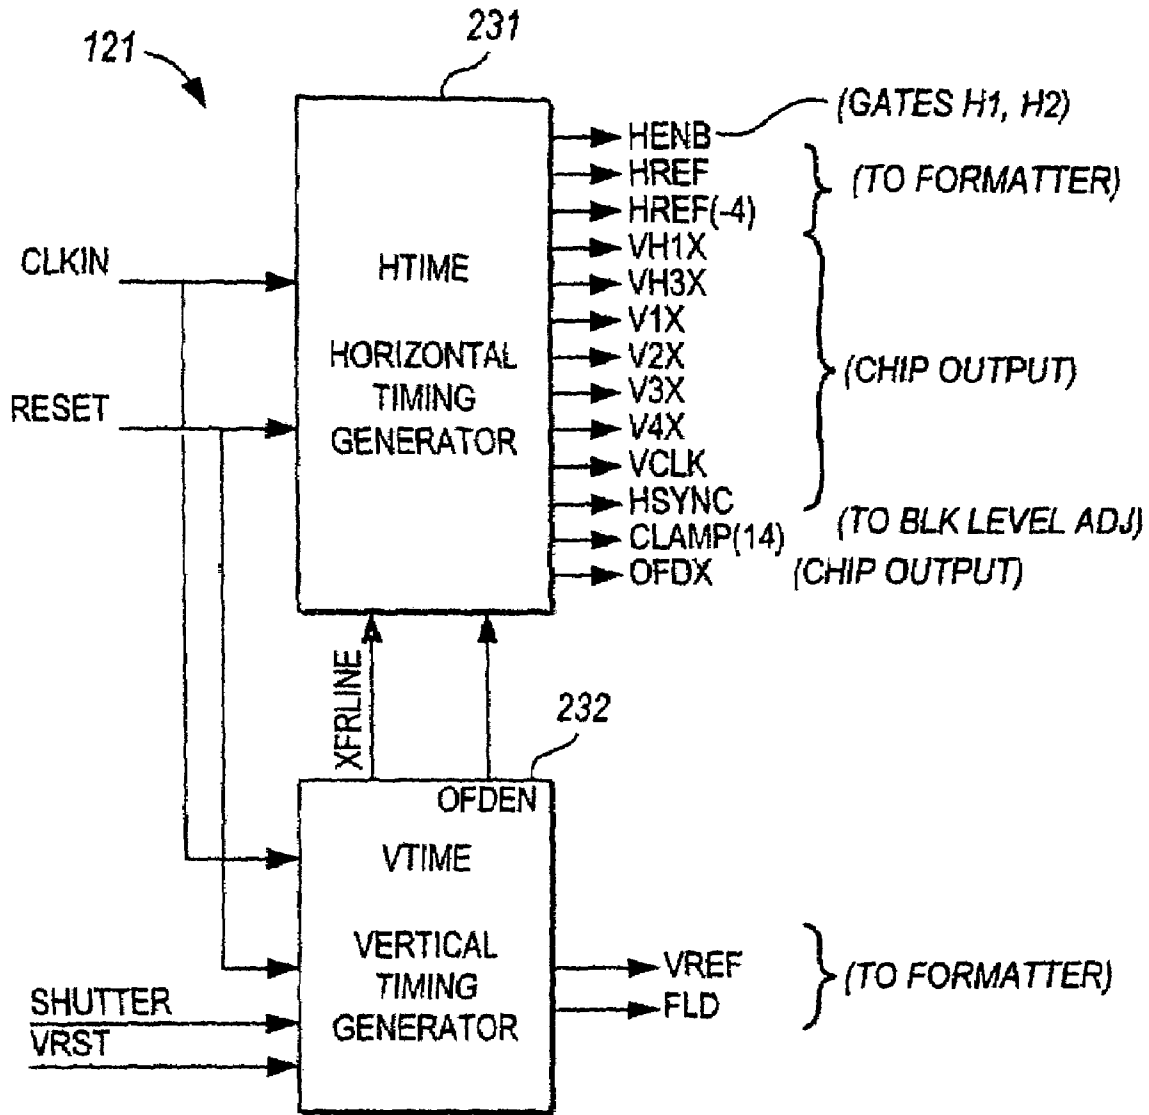 121
231
HENB
(GATES H1, H2)
HREF
HREF(-4)
(TO FORMATTER)
VH1X
VH3X
V1X
V2X
V3X
V4X
VCLK
HSYNC
(CHIP OUTPUT)
CLAMP(14)
(TO BLK LEVEL ADJ)
OFDX
(CHIP OUTPUT)
CLKIN
RESET
HTIME
HORIZONTAL
TIMING
GENERATOR
XFRLINE
232
OFDEN
VTIME
VERTICAL
TIMING
GENERATOR
SHUTTER
VRST
VREF
FLD
(TO FORMATTER)